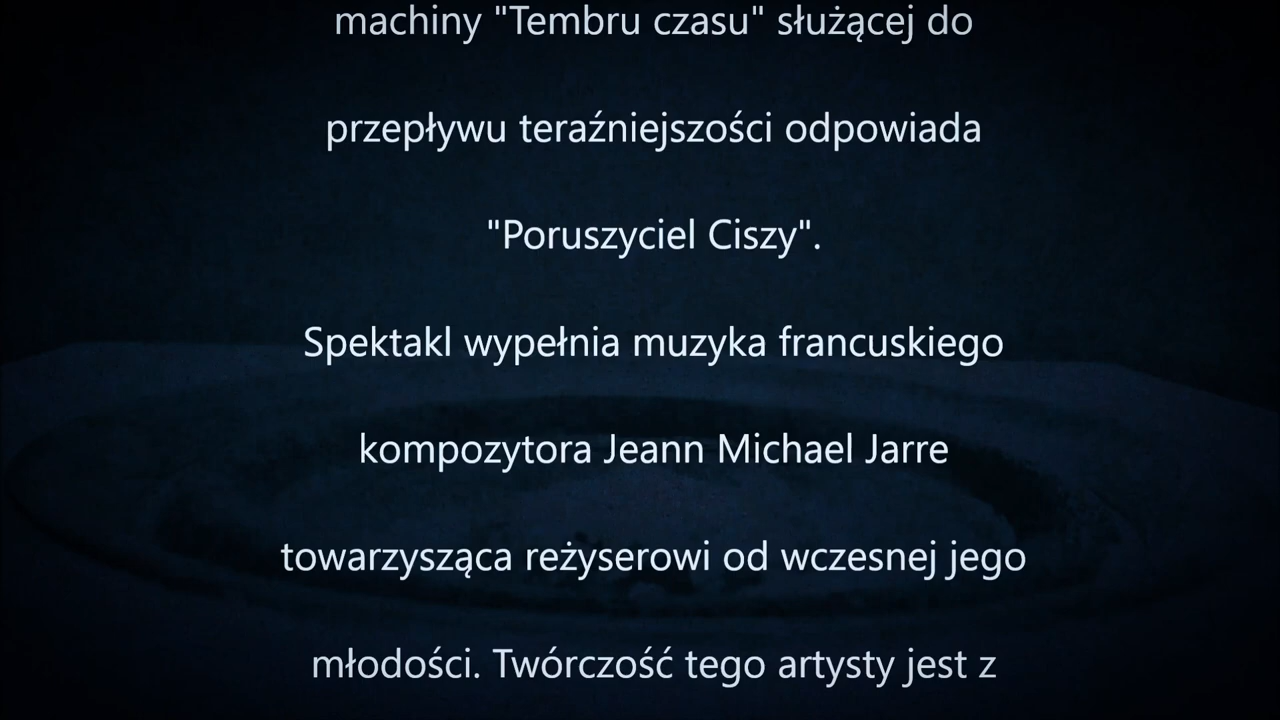 machiny "Tembru czasu" służącej do
przepływu teraźniejszości odpowiada
"Poruszyciel Ciszy".
Spektakl wypełnia muzyka francuskiego
kompozytora Jeann Michael Jarre
towarzysząca reżyserowi od wczesnej jego
młodości. Twórczość tego artysty jest z